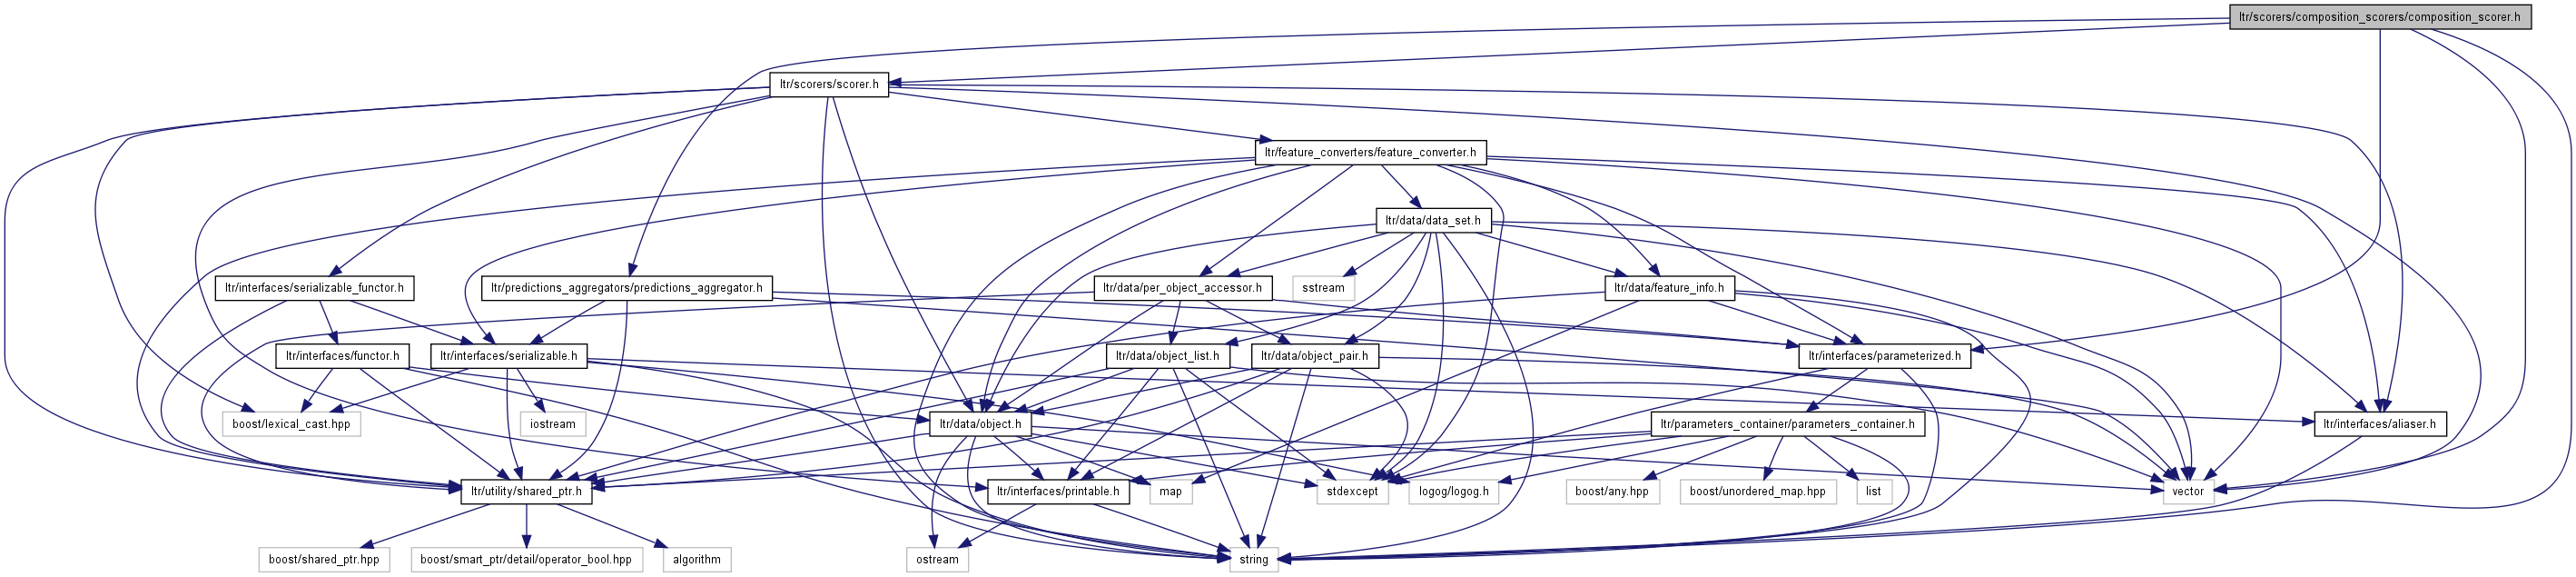 ltr/scorers/composition_scorers/composition_scorer.h
ltr/scorers/scorer.h
ltr/feature_converters/feature_converter.h
ltr/data/data_set.h
ltr/interfaces/serializable_functor.h
ltr/predictions_aggregators/predictions_aggregator.h
ltr/data/per_object_accessor.h
sstream
ltr/data/feature_info.h
ltr/interfaces/functor.h
ltr/interfaces/serializable.h
ltr/data/object_list.h
ltr/data/object_pair.h
ltr/interfaces/parameterized.h
boost/lexical_cast.hpp
iostream
ltr/data/object.h
ltr/parameters_container/parameters_container.h
ltr/interfaces/aliaser.h
ltr/utility/shared_ptr.h
ltr/interfaces/printable.h
map
stdexcept
logog/logog.h
boost/any.hpp
boost/unordered_map.hpp
list
vector
boost/shared_ptr.hpp
boost/smart_ptr/detail/operator_bool.hpp
algorithm
ostream
string